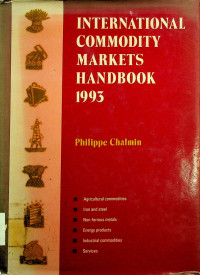 INTERNATIONAL
COMMODITY
MARKETS
HANDBOOK
1993
Philippe Chalmin
Agricultural commodities
Iron and steel
Non-ferrous metals
Energy products
Industrial commodities
Services